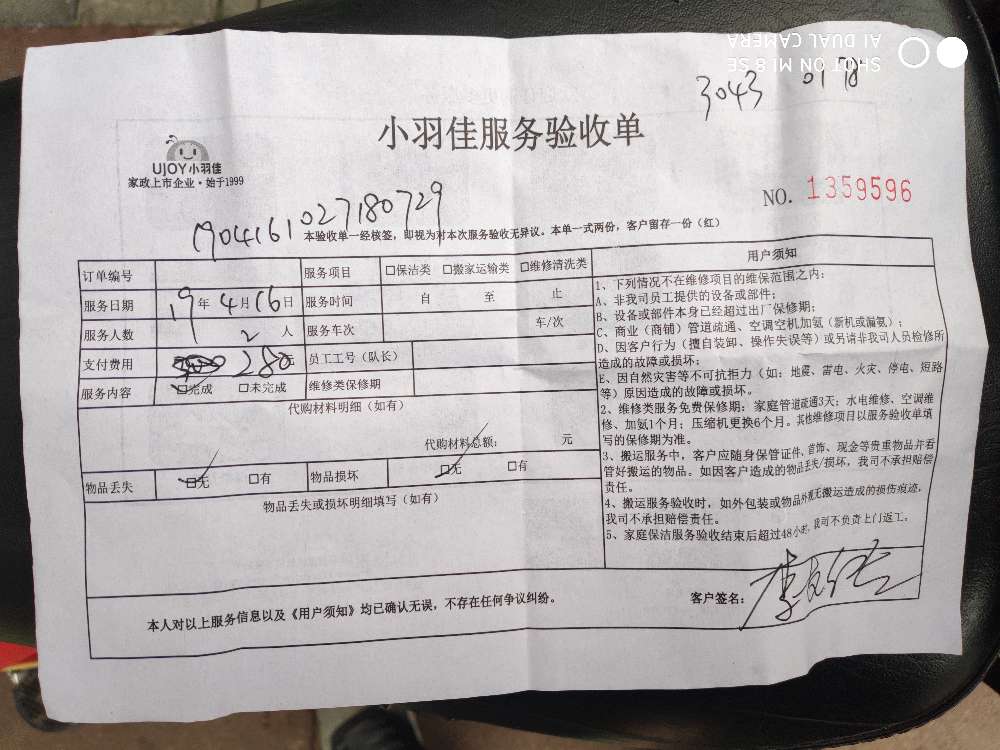 SHOT ON MI 8 SE
AI DUAL CAMERA
3043 0178
小羽佳服务验收单
UJOY小羽佳
家政上市企业·始于1999
NO. 1359596
1904161027180729
本验收单一经核签，即视为对本次服务验收无异议。本单一式两份，客户留存一份（红）
订单编号 服务项目 □保洁类 □搬家运输类 □维修清洗类
服务日期 19年4月16日 服务时间 自 至 止
服务人数 2 人 服务车次 车/次
支付费用 280元 员工工号（队长）
服务内容 □完成 □未完成 维修类保修期
代购材料明细（如有）
代购材料总额： 元
物品丢失 □无 □有 物品损坏 □无 □有
物品丢失或损坏明细填写（如有）
用户须知
1、下列情况不在维修项目的维保范围之内：
A、非我司员工提供的设备或部件；
B、设备或部件本身已经超过出厂保修期；
C、商业（商铺）管道疏通、空调空机加氨（新机或漏氨）；
D、因客户行为（擅自装卸、操作失误等）或另请非我司人员检修所
造成的故障或损坏；
E、因自然灾害等不可抗拒力（如：地震、雷电、火灾、停电、短路
等）原因造成的故障或损坏。
2、维修类服务免费保修期：家庭管道疏通3天；水电维修、空调维
修、加氨1个月；压缩机更换6个月。其他维修项目以服务验收单填
写的保修期为准。
3、搬运服务中，客户应随身保管证件、首饰、现金等贵重物品并看
管好搬运的物品。如因客户造成的物品丢失/损坏，我司不承担赔偿
责任。
4、搬运服务验收时，如外包装或物品外观无搬运造成的损伤痕迹，
我司不承担赔偿责任。
5、家庭保洁服务验收结束后超过48小时，我司不负责上门返工。
本人对以上服务信息以及《用户须知》均已确认无误，不存在任何争议纠纷。
客户签名：